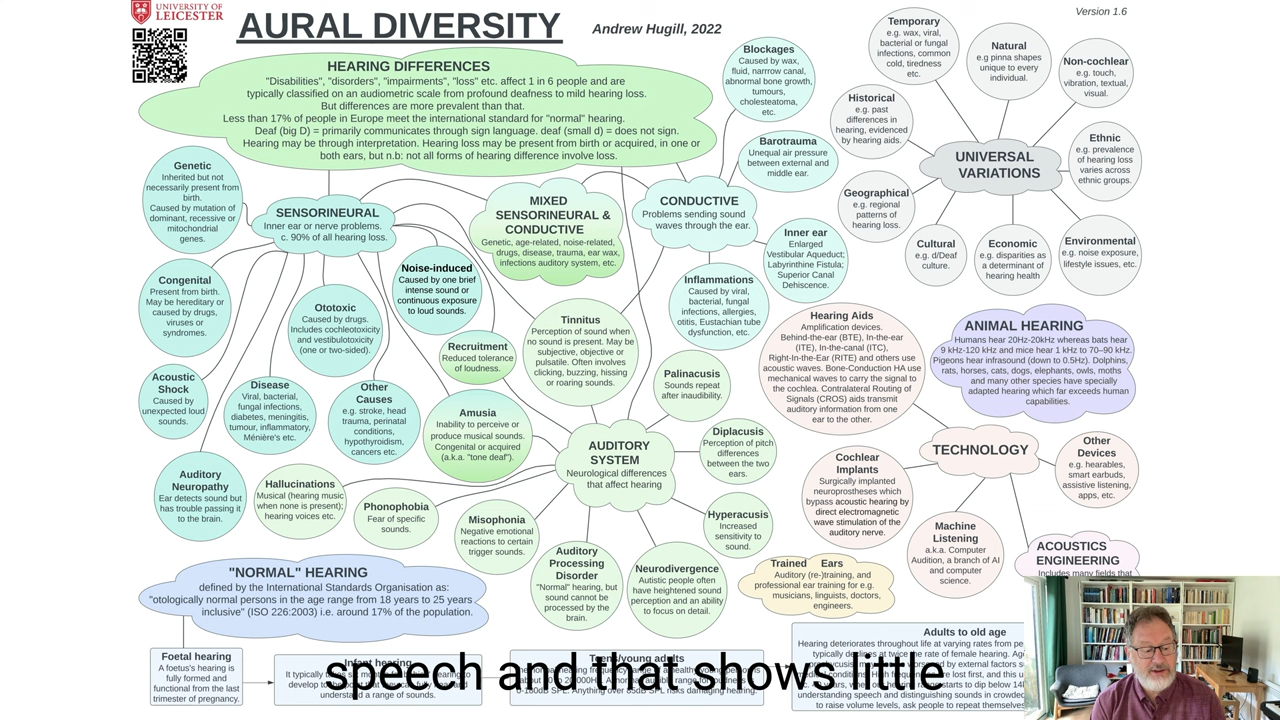 UNIVERSITY OF
LEICESTER
AURAL DIVERSITY
Andrew Hugill, 2022
Version 1.6
HEARING DIFFERENCES
"Disabilities", "disorders", "impairments", "loss" etc. affect 1 in 6 people and are
typically classified on an audiometric scale from profound deafness to mild hearing loss.
But differences are more prevalent than that.
Less than 17% of people in Europe meet the international standard for "normal" hearing.
Deaf (big D) = primarily communicates through sign language. deaf (small d) = does not sign.
Hearing may be through interpretation. Hearing loss may be present from birth or acquired, in one or
both ears, but n.b: not all forms of hearing difference involve loss.
Blockages
Caused by wax,
fluid, narrrow canal,
abnormal bone growth,
tumours,
cholesteatoma,
etc.
Barotrauma
Unequal air pressure
between external and
middle ear.
Temporary
e.g. wax, viral,
bacterial or fungal
infections, common
cold, tiredness
etc.
Natural
e.g pinna shapes
unique to every
individual.
Non-cochlear
e.g. touch,
vibration, textual,
visual.
Historical
e.g. past
differences in
hearing, evidenced
by hearing aids.
UNIVERSAL
VARIATIONS
Ethnic
e.g. prevalence
of hearing loss
varies across
ethnic groups.
Geographical
e.g. regional
patterns of
hearing loss.
Cultural
e.g. d/Deaf
culture.
Economic
e.g. disparities as
a determinant of
hearing health
Environmental
e.g. noise exposure,
lifestyle issues, etc.
Genetic
Inherited but not
necessarily present from
birth.
Caused by mutation of
dominant, recessive or
mitochondrial
genes.
SENSORINEURAL
Inner ear or nerve problems.
c. 90% of all hearing loss.
MIXED
SENSORINEURAL &
CONDUCTIVE
Genetic, age-related, noise-related,
drugs, disease, trauma, ear wax,
infections auditory system, etc.
CONDUCTIVE
Problems sending sound
waves through the ear.
Inner ear
Enlarged
Vestibular Aqueduct;
Labyrinthine Fistula;
Superior Canal
Dehiscence.
Inflammations
Caused by viral,
bacterial, fungal
infections, allergies,
otitis, Eustachian tube
dysfunction, etc.
Congenital
Present from birth.
May be hereditary or
caused by drugs,
viruses or
syndromes.
Ototoxic
Caused by drugs.
Includes cochleotoxicity
and vestibulotoxicity
(one or two-sided).
Noise-induced
Caused by one brief
intense sound or
continuous exposure
to loud sounds.
Recruitment
Reduced tolerance
of loudness.
Tinnitus
Perception of sound when
no sound is present. May be
subjective, objective or
pulsatile. Often involves
clicking, buzzing, hissing
or roaring sounds.
Palinacusis
Sounds repeat
after inaudibility.
Hearing Aids
Amplification devices.
Behind-the-ear (BTE), In-the-ear
(ITE), In-the-canal (ITC),
Right-In-the-Ear (RITE) and others use
acoustic waves. Bone-Conduction HA use
mechanical waves to carry the signal to
the cochlea. Contralateral Routing of
Signals (CROS) aids transmit
auditory information from one
ear to the other.
ANIMAL HEARING
Humans hear 20Hz-20kHz whereas bats hear
9 kHz-120 kHz and mice hear 1 kHz to 70–90 kHz.
Pigeons hear infrasound (down to 0.5Hz). Dolphins,
rats, horses, cats, dogs, elephants, owls, moths
and many other species have specially
adapted hearing which far exceeds human
capabilities.
Acoustic
Shock
Caused by
unexpected loud
sounds.
Disease
Viral, bacterial,
fungal infections,
diabetes, meningitis,
tumour, inflammatory,
Ménière's etc.
Other
Causes
e.g. stroke, head
trauma, perinatal
conditions,
hypothyroidism,
cancers etc.
Amusia
Inability to perceive or
produce musical sounds.
Congenital or acquired
(a.k.a. "tone deaf").
AUDITORY
SYSTEM
Neurological differences
that affect hearing
Diplacusis
Perception of pitch
differences
between the two
ears.
TECHNOLOGY
Other
Devices
e.g. hearables,
smart earbuds,
assistive listening,
apps, etc.
Cochlear
Implants
Surgically implanted
neuroprostheses which
bypass acoustic hearing by
direct electromagnetic
wave stimulation of the
auditory nerve.
Auditory
Neuropathy
Ear detects sound but
has trouble passing it
to the brain.
Hallucinations
Musical (hearing music
when none is present);
hearing voices etc.
Phonophobia
Fear of specific
sounds.
Misophonia
Negative emotional
reactions to certain
trigger sounds.
Hyperacusis
Increased
sensitivity to
sound.
Machine
Listening
a.k.a. Computer
Audition, a branch of AI
and computer
science.
ACOUSTICS
ENGINEERING
Includes many fields that
Auditory
Processing
Disorder
"Normal" hearing, but
sound cannot be
processed by the
brain.
Neurodivergence
Autistic people often
have heightened sound
perception and an ability
to focus on detail.
Trained Ears
Auditory (re-)training, and
professional ear training for e.g.
musicians, linguists, doctors,
engineers.
"NORMAL" HEARING
defined by the International Standards Organisation as:
"otologically normal persons in the age range from 18 years to 25 years
inclusive" (ISO 226:2003) i.e. around 17% of the population.
Foetal hearing
A foetus's hearing is
fully formed and
functional from the last
trimester of pregnancy.
Infant hearing
understand a range of sounds.
Teens/young adults
Adults to old age
Hearing deteriorates throughout life at varying rates from
to raise volume levels, ask people to repeat themselves
speech and that shows little